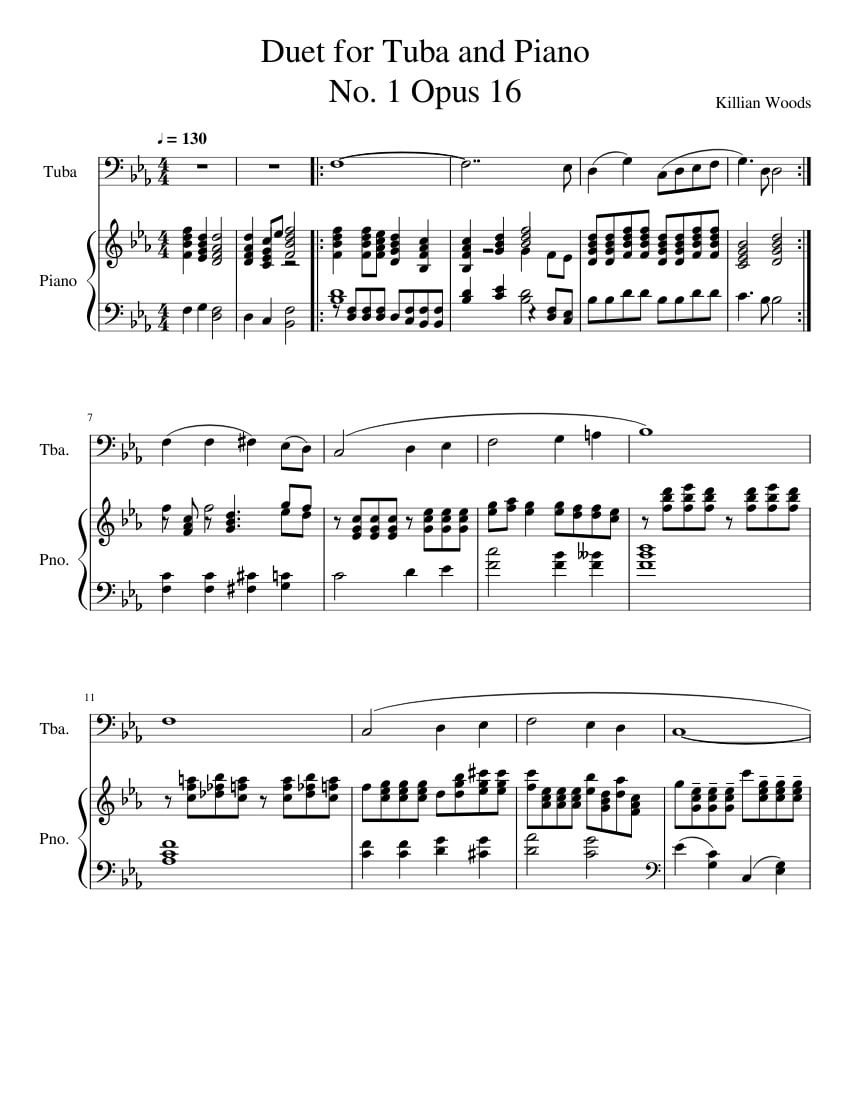 Duet for Tuba and Piano
No. 1 Opus 16
Killian Woods
♩ = 130
Tuba
Piano
7
Tba.
Pno.
11
Tba.
Pno.